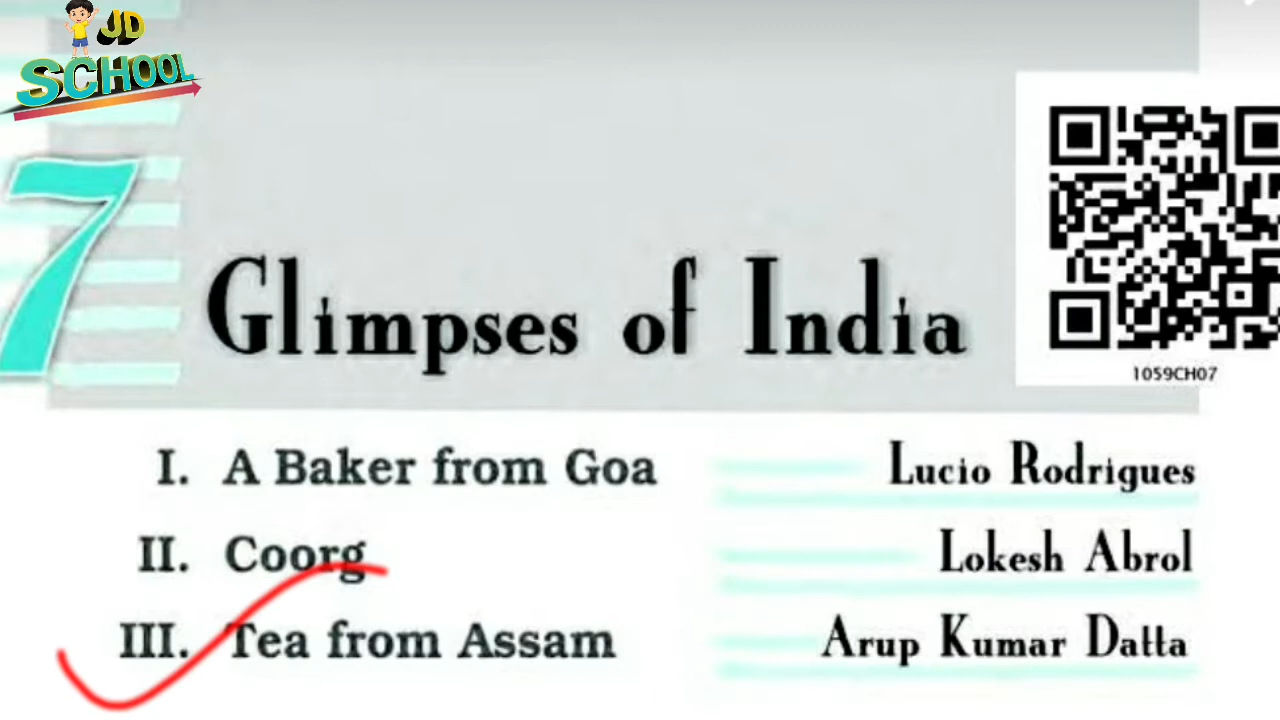 JD
SCHOOL
7
Glimpses of India
1059CH07
I. A Baker from Goa Lucio Rodrigues
II. Coorg Lokesh Abrol
III. Tea from Assam Arup Kumar Datta